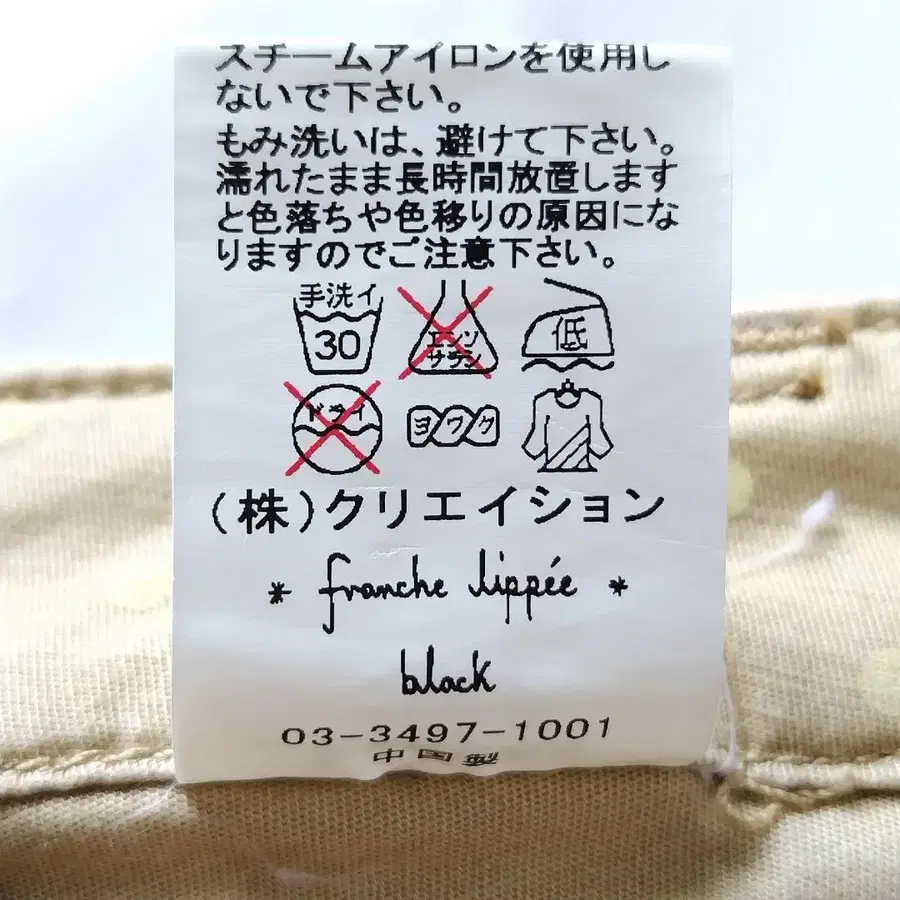 スチームアイロンを使用し
ないで下さい。
もみ洗いは、避けて下さい。
濡れたまま長時間放置します
と色落ちや色移りの原因にな
りますのでご注意下さい。
手洗イ
30
エンソ
サラシ
低
ドライ
ヨワク
(株)クリエイション
* franche lippée *
black
03-3497-1001
中国製